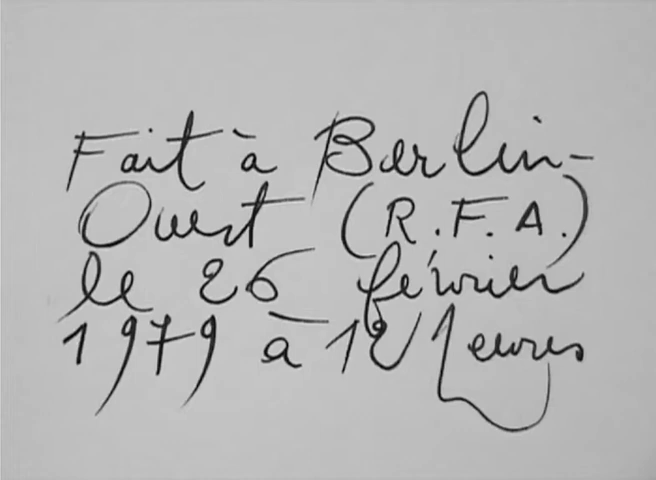 Fait à Berlin-
Ouest (R.F.A.)
le 26 février
1979 à 12 heures